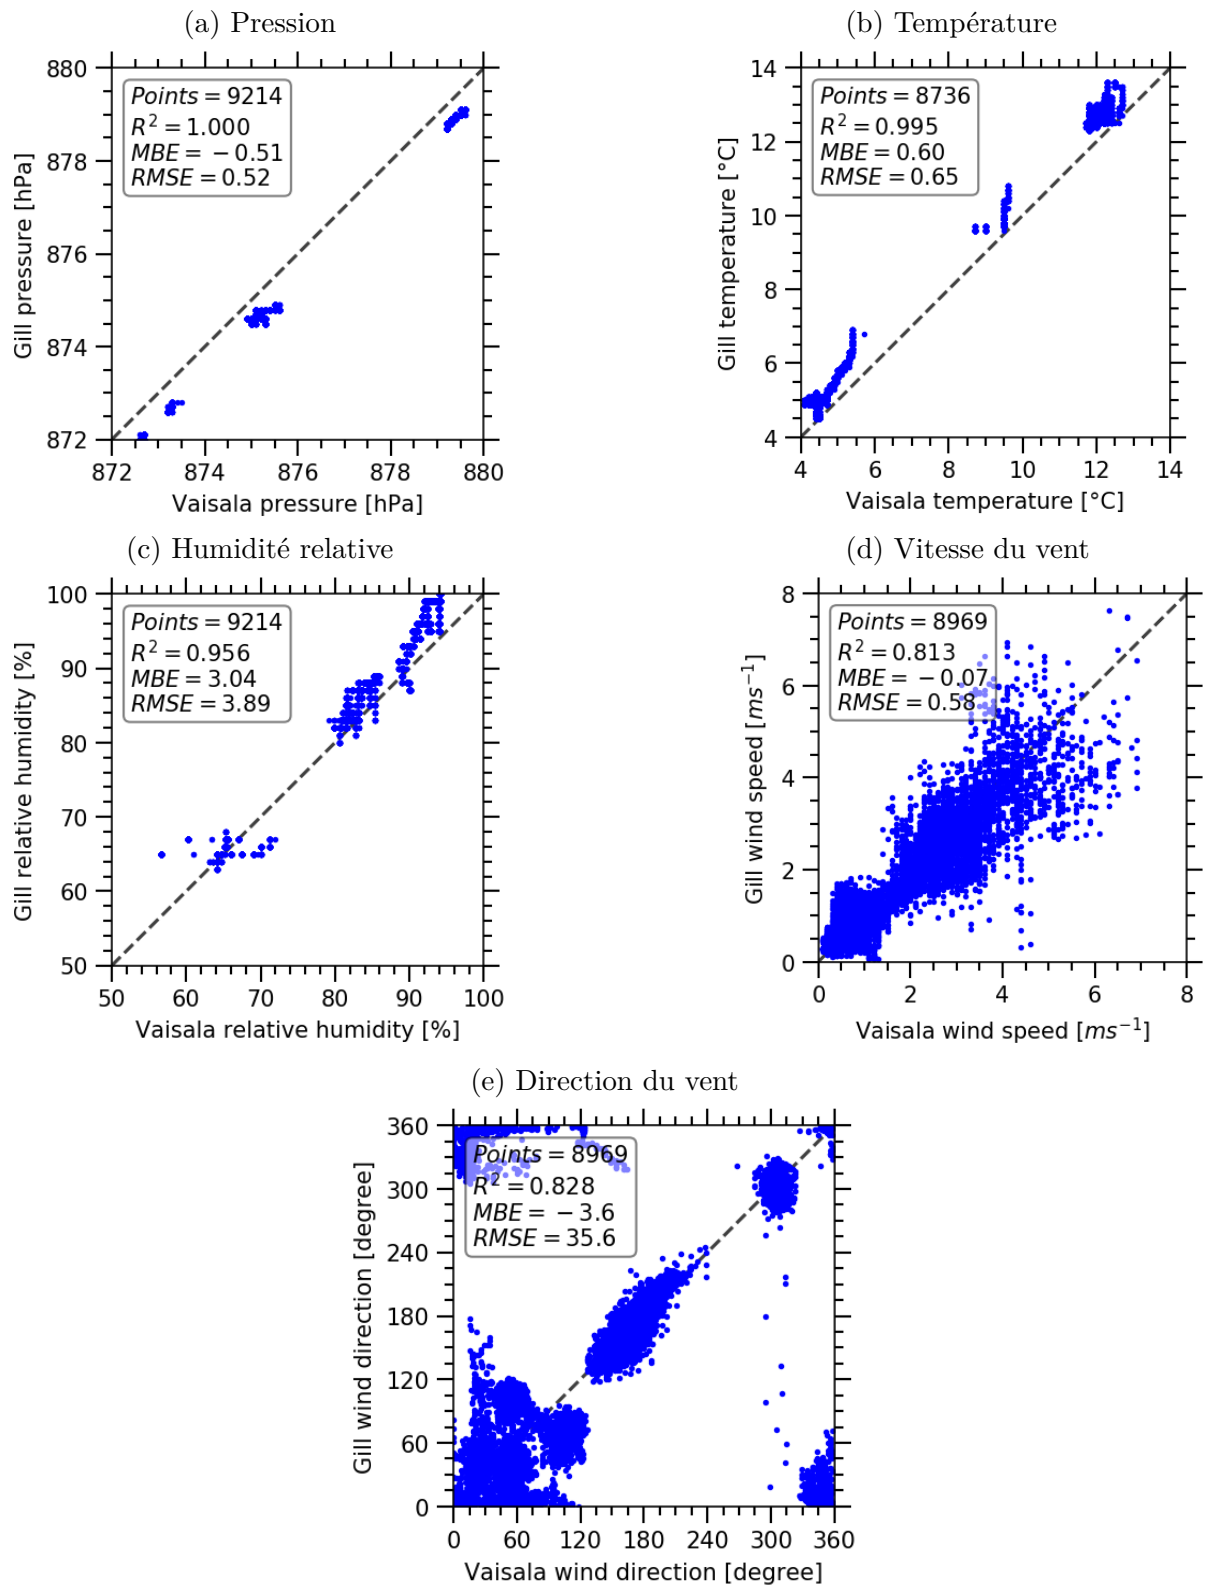 (a) Pression
880
878
876
874
872
872 874 876 878 880
Gill pressure [hPa]
Vaisala pressure [hPa]
Points = 9214
R² = 1.000
MBE = −0.51
RMSE = 0.52
(b) Température
14
12
10
8
6
4
4 6 8 10 12 14
Gill temperature [°C]
Vaisala temperature [°C]
Points = 8736
R² = 0.995
MBE = 0.60
RMSE = 0.65
(c) Humidité relative
100
90
80
70
60
50
50 60 70 80 90 100
Gill relative humidity [%]
Vaisala relative humidity [%]
Points = 9214
R² = 0.956
MBE = 3.04
RMSE = 3.89
(d) Vitesse du vent
8
6
4
2
0
0 2 4 6 8
Gill wind speed [ms⁻¹]
Vaisala wind speed [ms⁻¹]
Points = 8969
R² = 0.813
MBE = −0.07
RMSE = 0.58
(e) Direction du vent
360
300
240
180
120
60
0
0 60 120 180 240 300 360
Gill wind direction [degree]
Vaisala wind direction [degree]
Points = 8969
R² = 0.828
MBE = −3.6
RMSE = 35.6